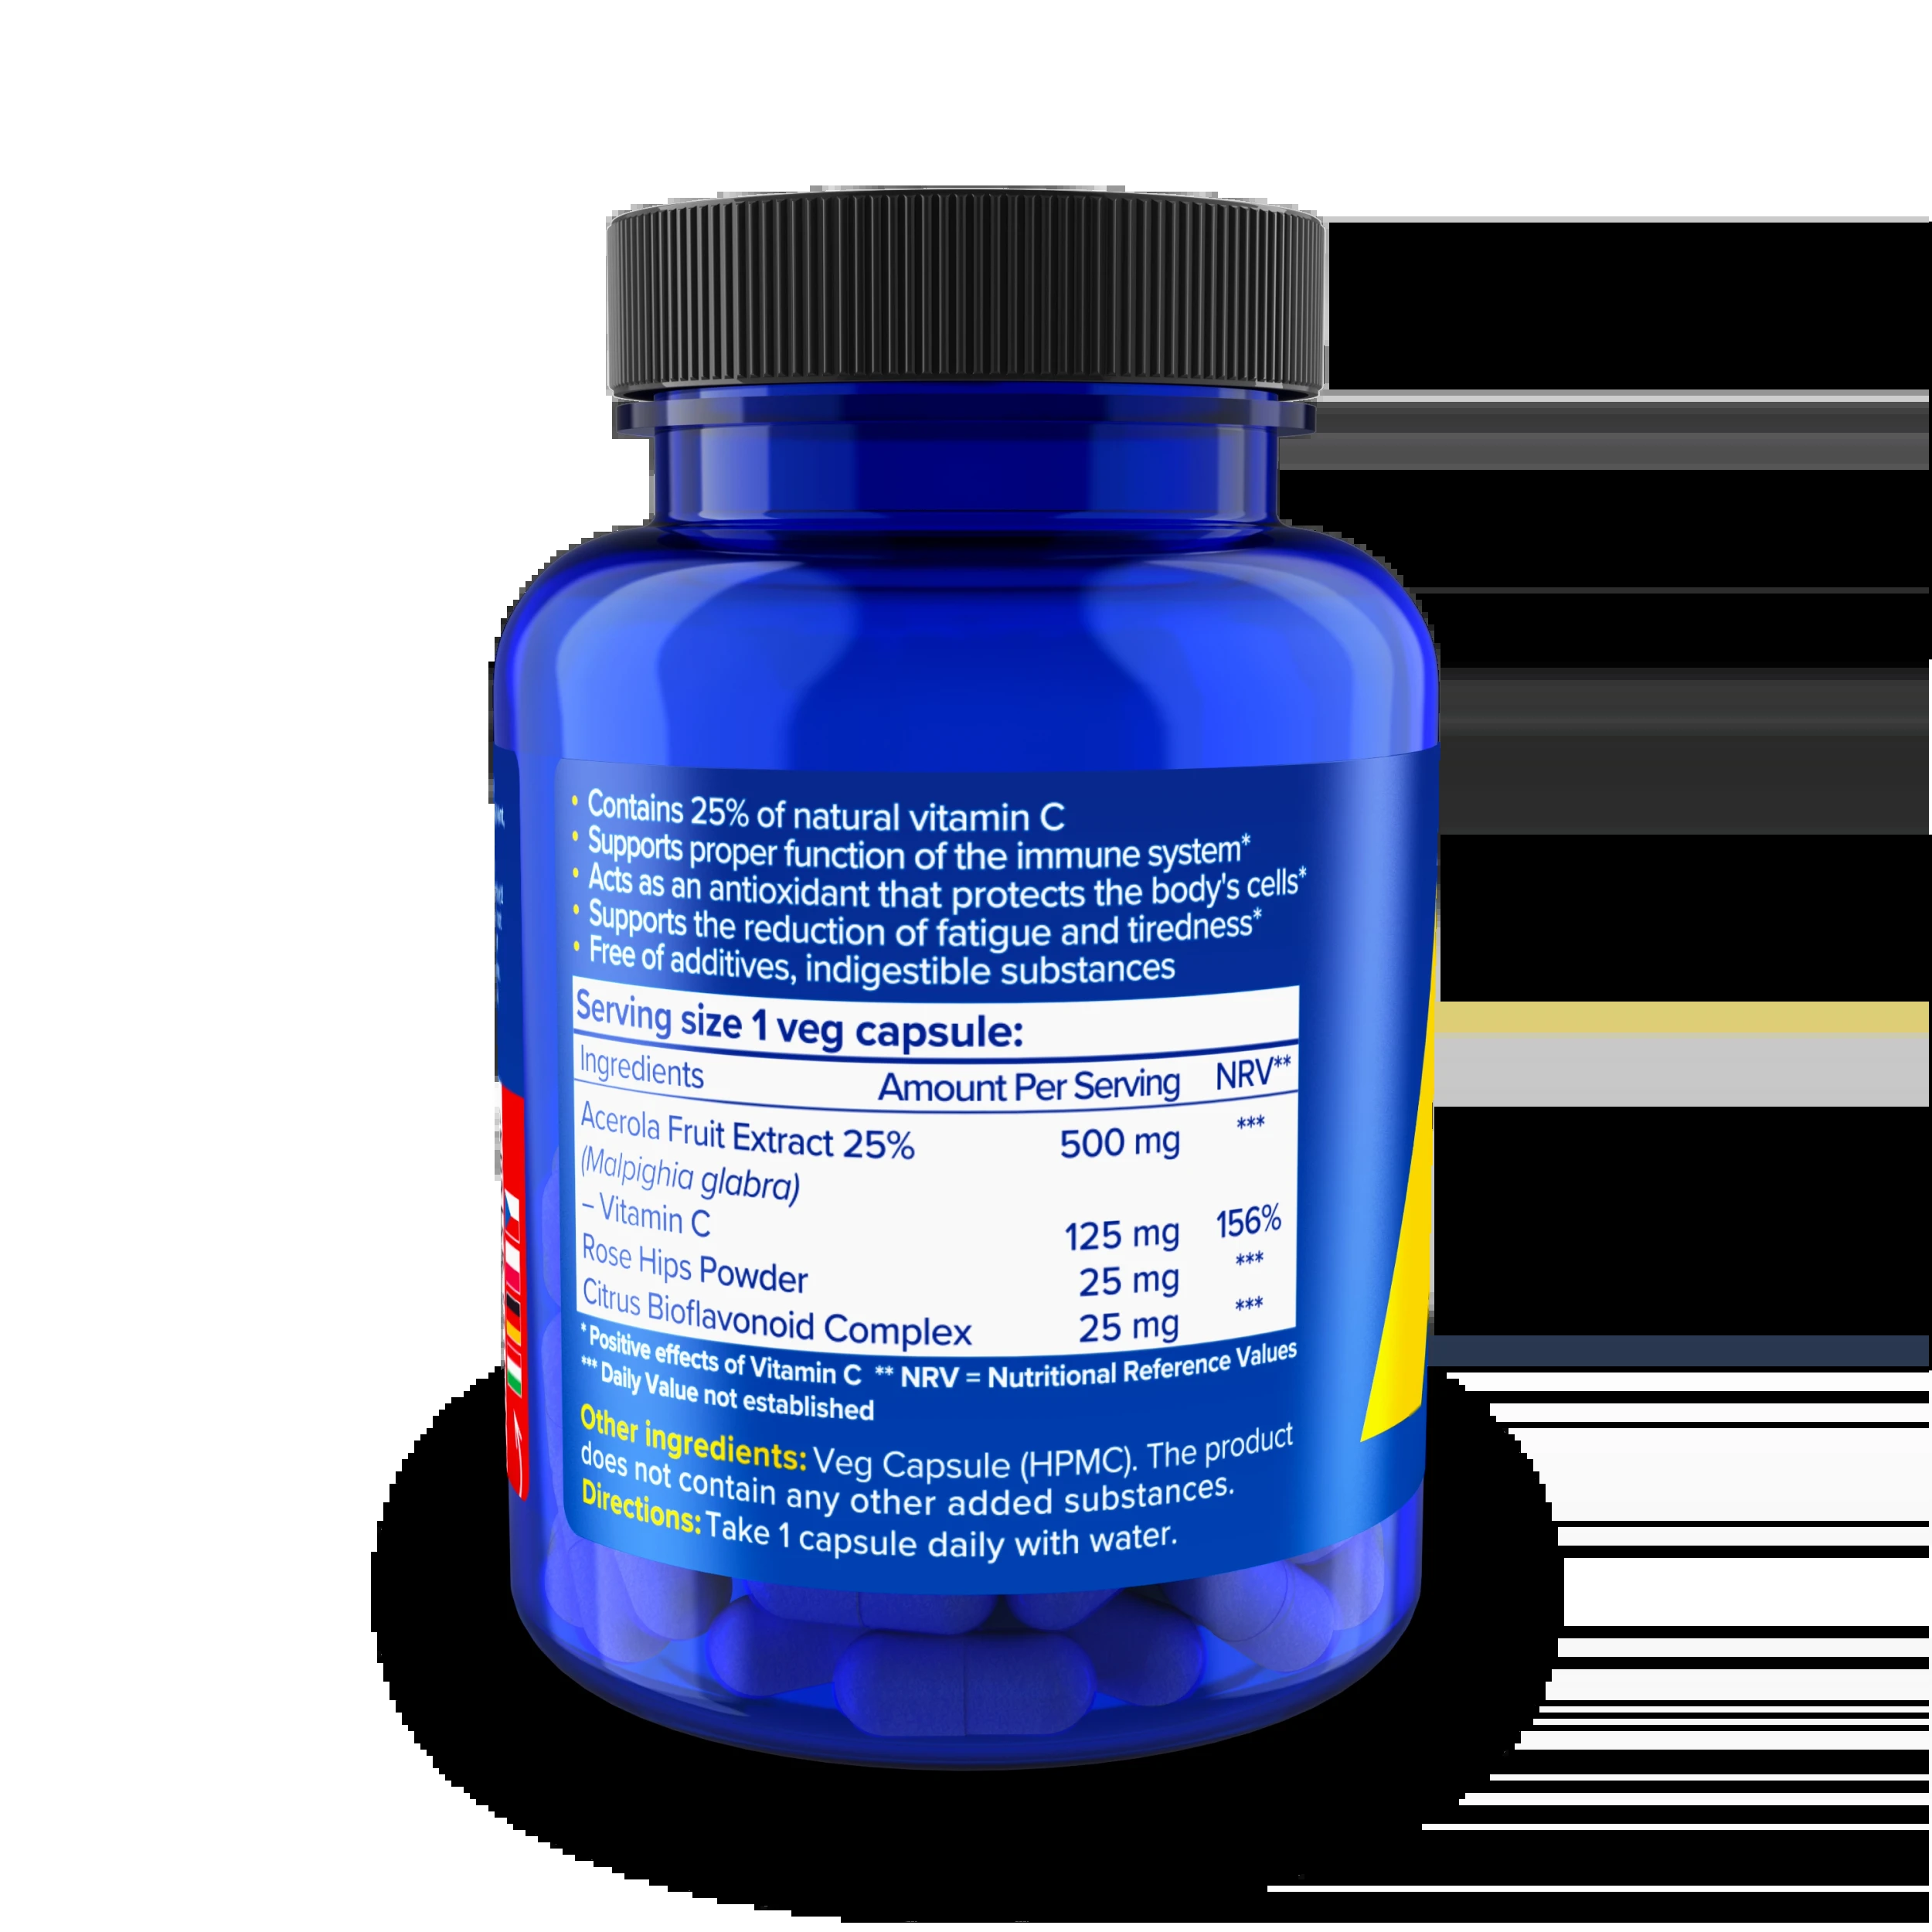 • Contains 25% of natural vitamin C
• Supports proper function of the immune system*
• Acts as an antioxidant that protects the body's cells*
• Supports the reduction of fatigue and tiredness*
• Free of additives, indigestible substances
Serving size 1 veg capsule:
Ingredients Amount Per Serving NRV**
Acerola Fruit Extract 25% 500 mg ***
(Malpighia glabra)
– Vitamin C 125 mg 156%
Rose Hips Powder 25 mg ***
Citrus Bioflavonoid Complex 25 mg ***
* Positive effects of Vitamin C ** NRV = Nutritional Reference Values
*** Daily Value not established
Other ingredients: Veg Capsule (HPMC). The product
does not contain any other added substances.
Directions: Take 1 capsule daily with water.